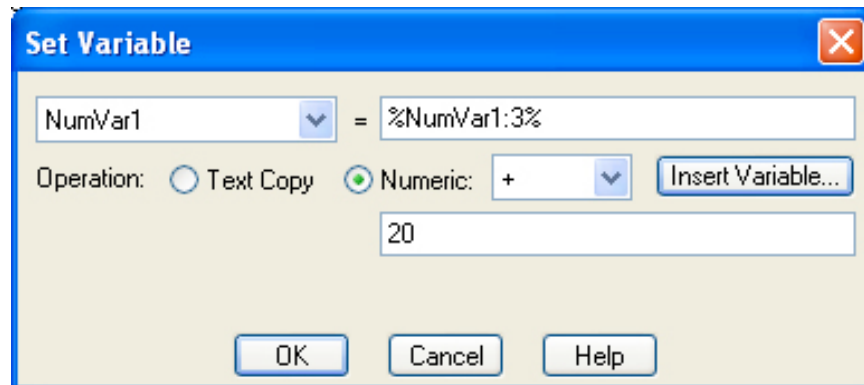 Set Variable
NumVar1 = %NumVar1:3%
Operation: Text Copy Numeric: + Insert Variable...
20
OK Cancel Help